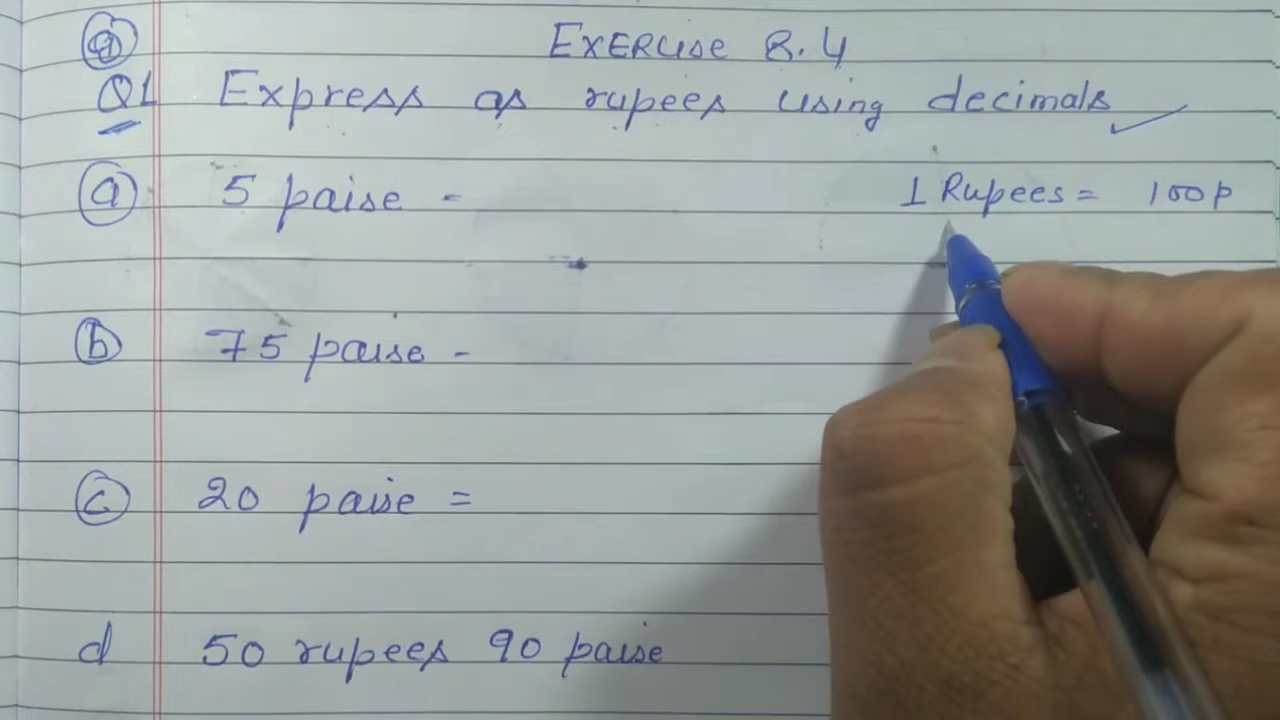 a EXERCISE 8.4
Q1 Express as rupees using decimals
a 5 paise - 1 Rupees = 100 P
b 75 paise -
c 20 paise =
d 50 rupees 90 paise